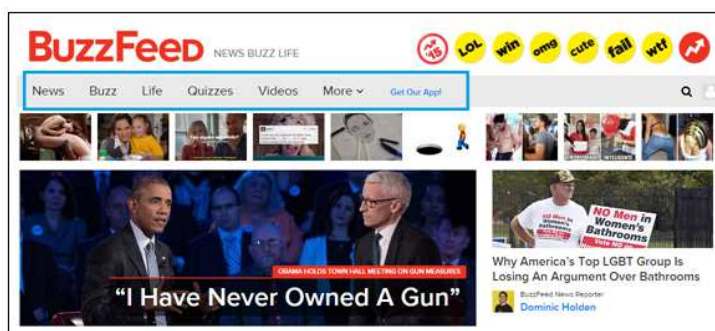 BuzzFeed NEWS BUZZ LIFE
LOL win omg cute fail wtf
News Buzz Life Quizzes Videos More Get Our App!
OBAMA HOLDS TOWN HALL MEETING ON GUN MEASURES
“I Have Never Owned A Gun”
NO Men in
Women's
Bathrooms
Vote NO
Why America's Top LGBT Group Is
Losing An Argument Over Bathrooms
BuzzFeed News Reporter
Dominic Holden